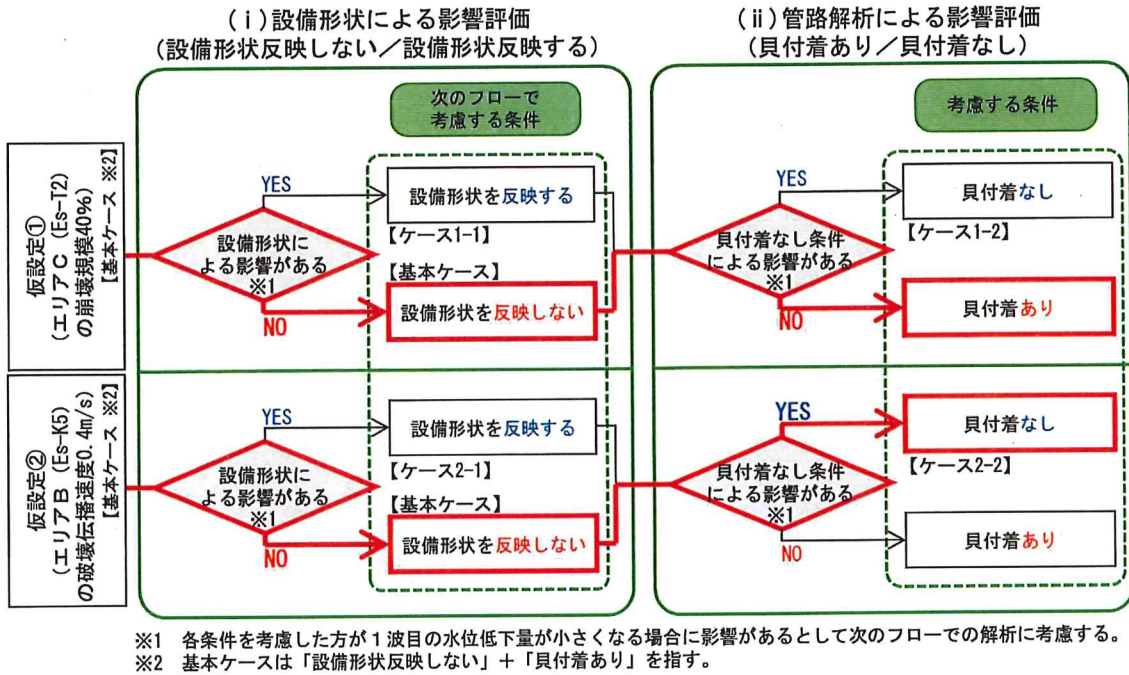 (ⅰ)設備形状による影響評価
(設備形状反映しない／設備形状反映する)
(ⅱ)管路解析による影響評価
(貝付着あり／貝付着なし)
次のフローで
考慮する条件
考慮する条件
仮設定①
(エリアC(Es-T2)
の崩壊規模40%)
【基本ケース ※2】
設備形状に
よる影響がある
※1
YES
設備形状を反映する
【ケース1-1】
【基本ケース】
NO
設備形状を反映しない
貝付着なし条件
による影響がある
※1
YES
貝付着なし
【ケース1-2】
NO
貝付着あり
仮設定②
(エリアB(Es-K5)
の破壊伝播速度0.4m/s)
【基本ケース ※2】
設備形状に
よる影響がある
※1
YES
設備形状を反映する
【ケース2-1】
【基本ケース】
NO
設備形状を反映しない
貝付着なし条件
による影響がある
※1
YES
貝付着なし
【ケース2-2】
NO
貝付着あり
※1 各条件を考慮した方が1波目の水位低下量が小さくなる場合に影響があるとして次のフローでの解析に考慮する。
※2 基本ケースは「設備形状反映しない」＋「貝付着あり」を指す。